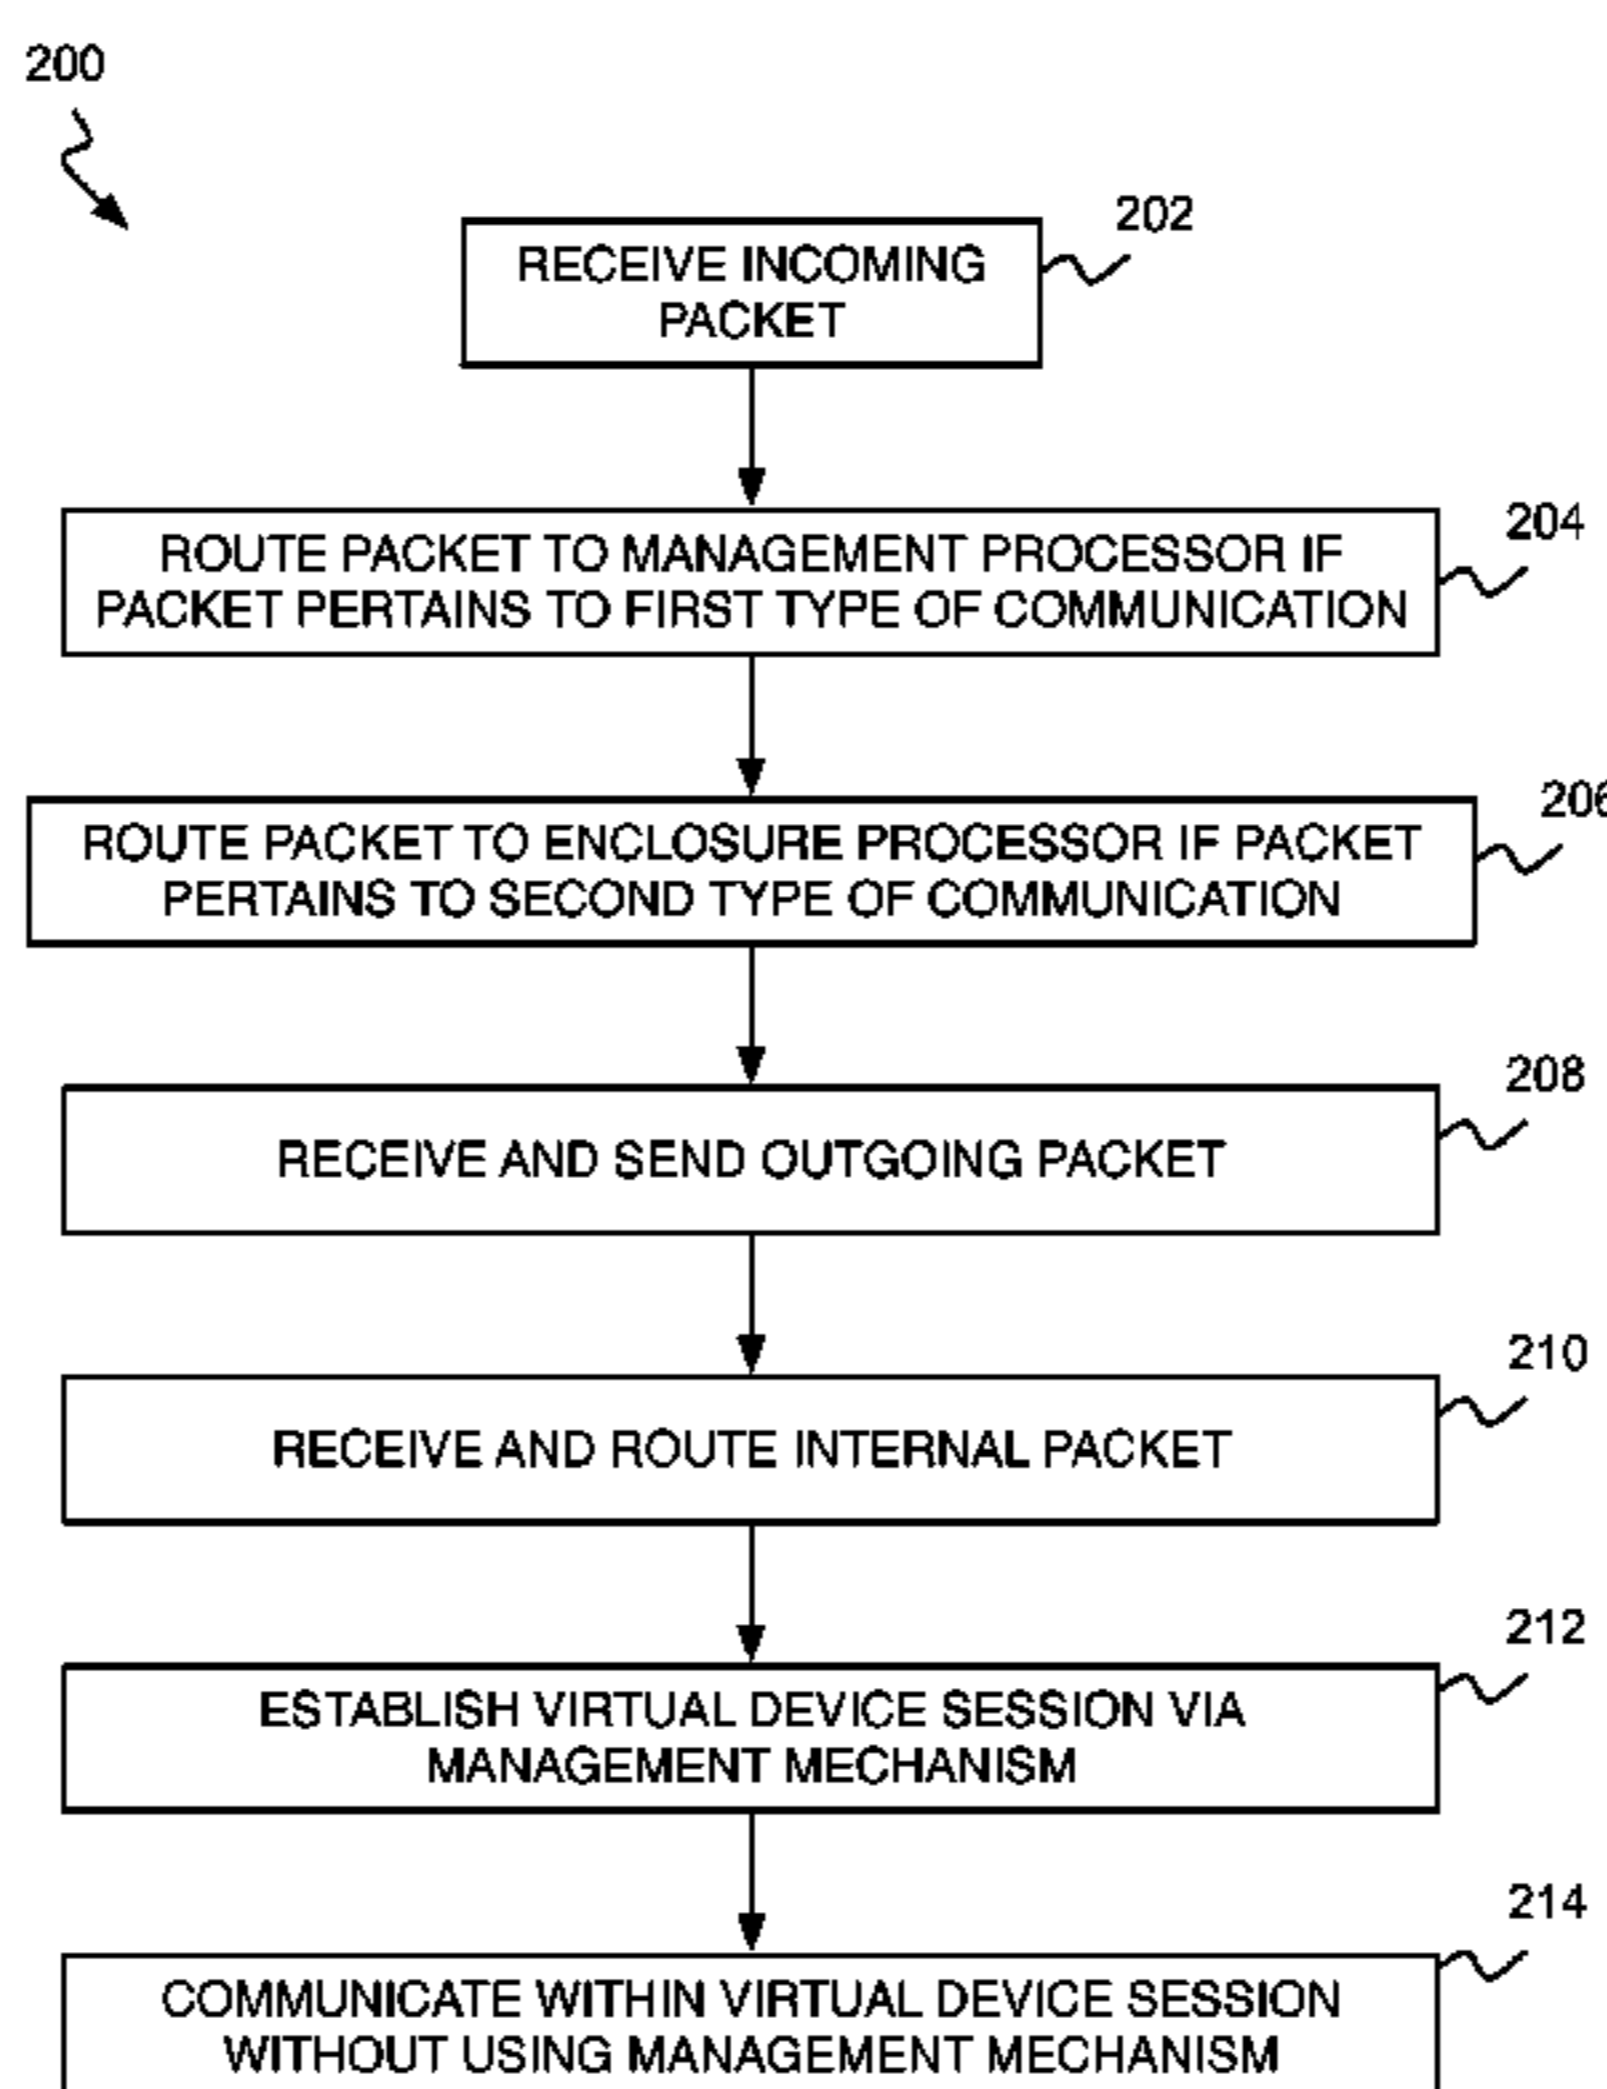 200
202
RECEIVE INCOMING
PACKET
204
ROUTE PACKET TO MANAGEMENT PROCESSOR IF
PACKET PERTAINS TO FIRST TYPE OF COMMUNICATION
206
ROUTE PACKET TO ENCLOSURE PROCESSOR IF PACKET
PERTAINS TO SECOND TYPE OF COMMUNICATION
208
RECEIVE AND SEND OUTGOING PACKET
210
RECEIVE AND ROUTE INTERNAL PACKET
212
ESTABLISH VIRTUAL DEVICE SESSION VIA
MANAGEMENT MECHANISM
214
COMMUNICATE WITHIN VIRTUAL DEVICE SESSION
WITHOUT USING MANAGEMENT MECHANISM